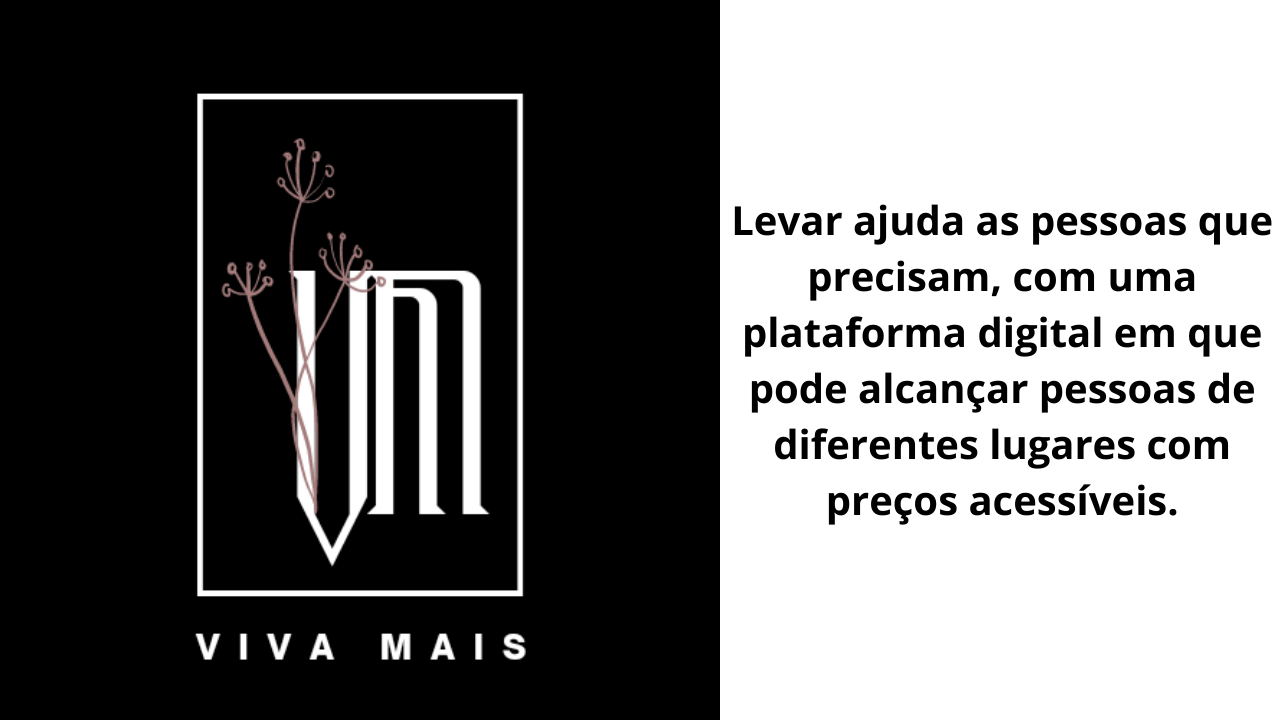 VM
VIVA MAIS
Levar ajuda as pessoas que
precisam, com uma
plataforma digital em que
pode alcançar pessoas de
diferentes lugares com
preços acessíveis.